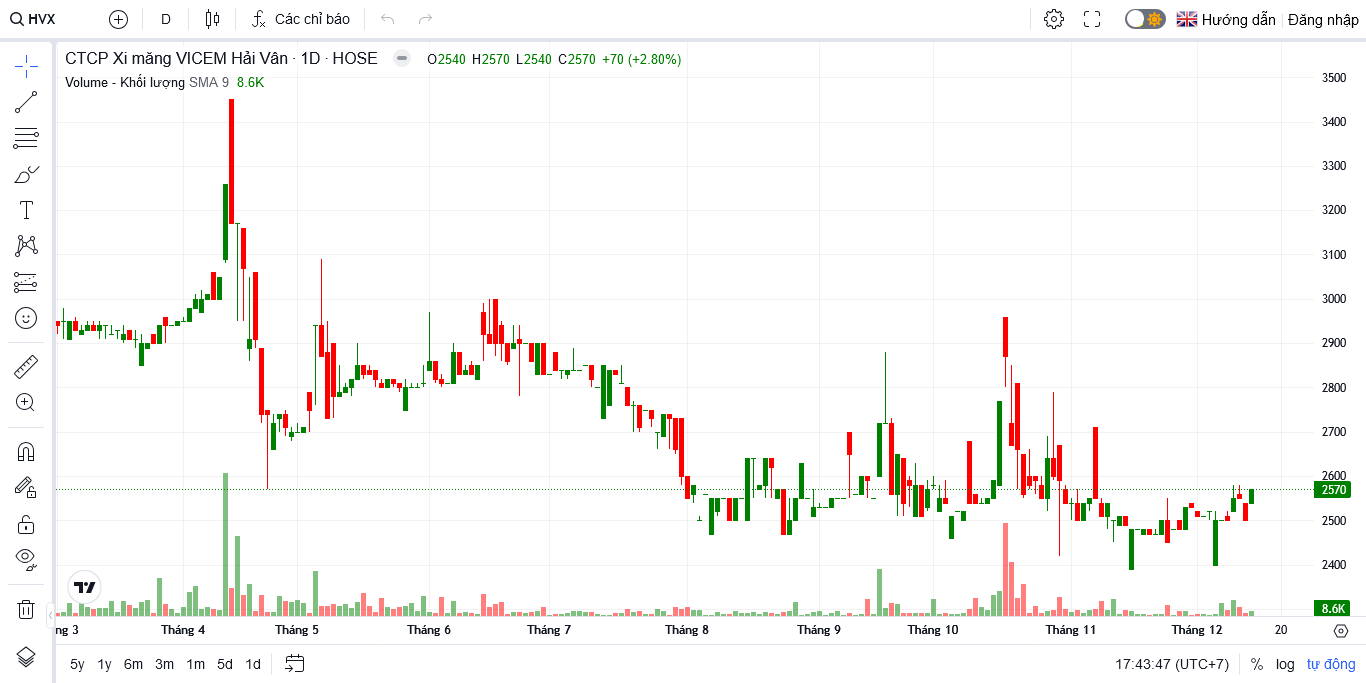 HVX D Các chỉ báo Hướng dẫn Đăng nhập
CTCP Xi măng VICEM Hải Vân · 1D · HOSE O2540 H2570 L2540 C2570 +70 (+2.80%)
Volume - Khối lượng SMA 9 8.6K
3500
3400
3300
3200
3100
3000
2900
2800
2700
2600
2570
2500
2400
8.6K
ng 3 Tháng 4 Tháng 5 Tháng 6 Tháng 7 Tháng 8 Tháng 9 Tháng 10 Tháng 11 Tháng 12 20
5y 1y 6m 3m 1m 5d 1d 17:43:47 (UTC+7) % log tự động